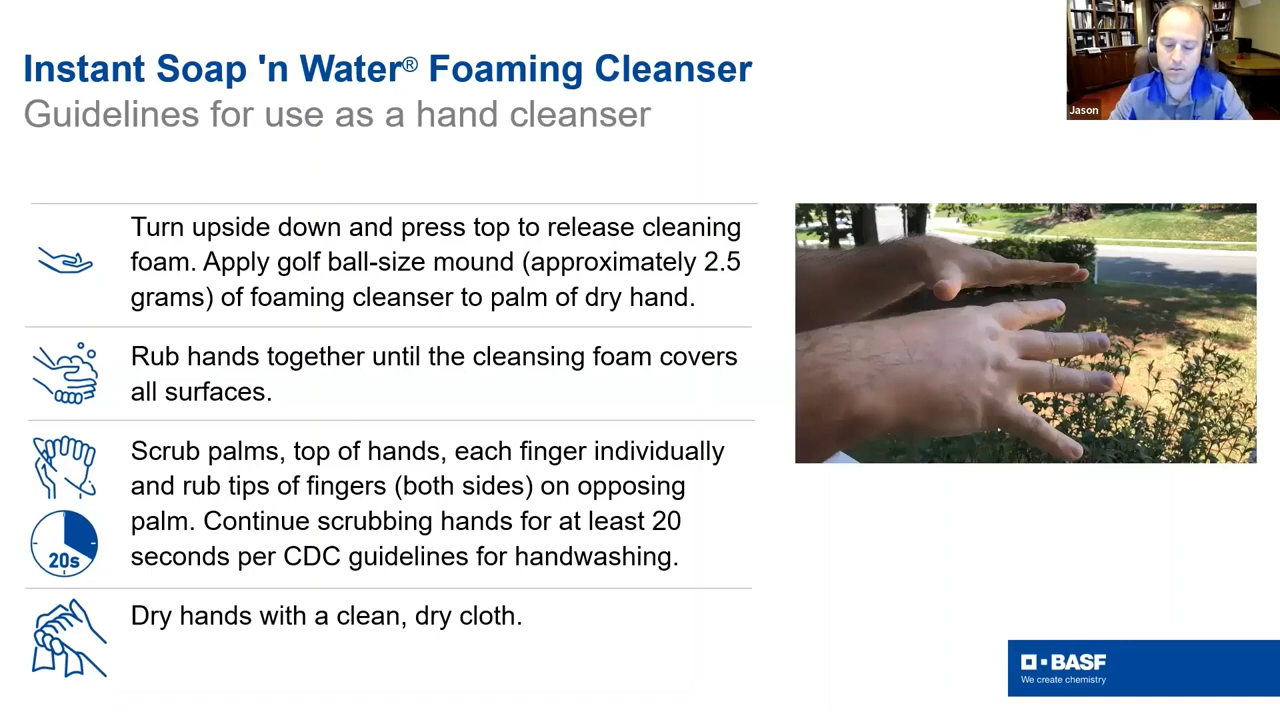 Instant Soap 'n Water® Foaming Cleanser
Guidelines for use as a hand cleanser
Jason
Turn upside down and press top to release cleaning
foam. Apply golf ball-size mound (approximately 2.5
grams) of foaming cleanser to palm of dry hand.
Rub hands together until the cleansing foam covers
all surfaces.
Scrub palms, top of hands, each finger individually
and rub tips of fingers (both sides) on opposing
palm. Continue scrubbing hands for at least 20
seconds per CDC guidelines for handwashing.
20s
Dry hands with a clean, dry cloth.
BASF
We create chemistry